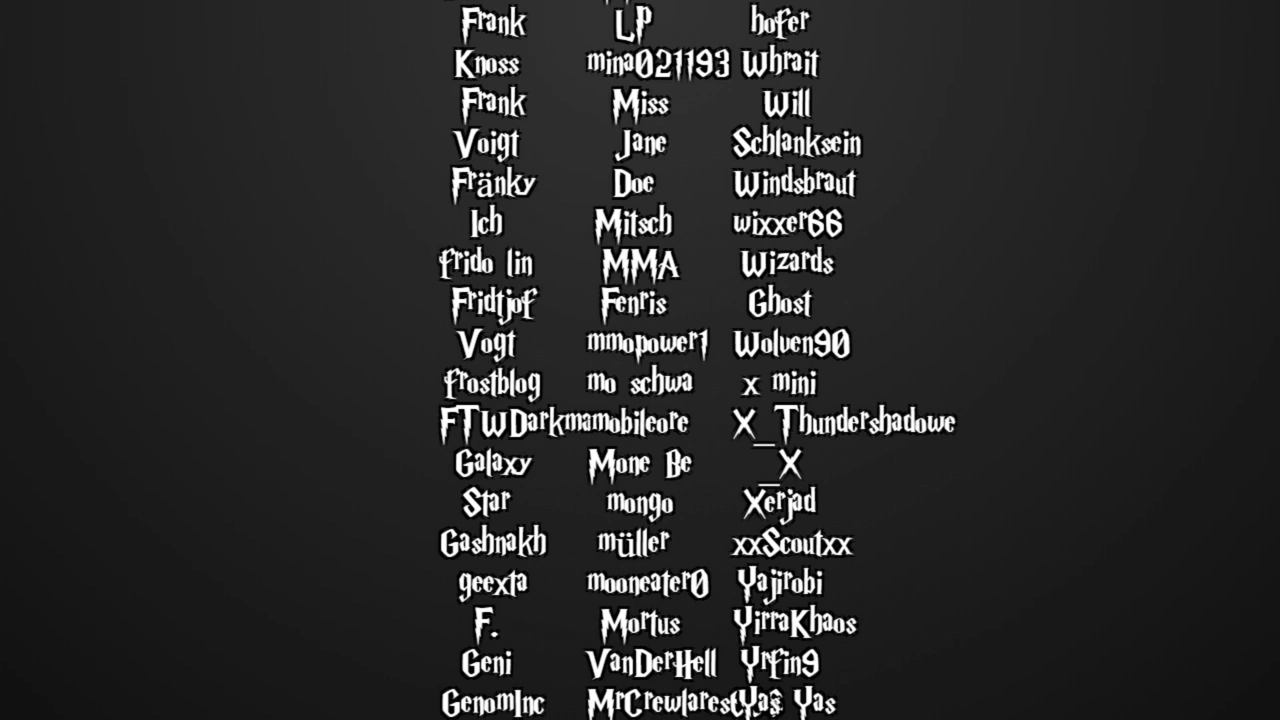 Frank LP hofer
Knoss mina021193 Whrait
Frank Miss Will
Voigt Jane Schlanksein
Fränky Doe Windsbraut
Ich Mitsch wixxer66
frido lin MMA Wizards
Fridtjof Fenris Ghost
Vogt mmopower1 Wolven90
frostblog mo schwa x mini
FTWDarkmamobileore X_Thundershadowe
Galaxy Mone Be _X
Star mongo Xerjad
Gashnakh müller xxScoutxx
geexta mooneater0 Yajirobi
F. Mortus YirraKhaos
Geni VanDerHell Yrfin9
GenomInc Yas